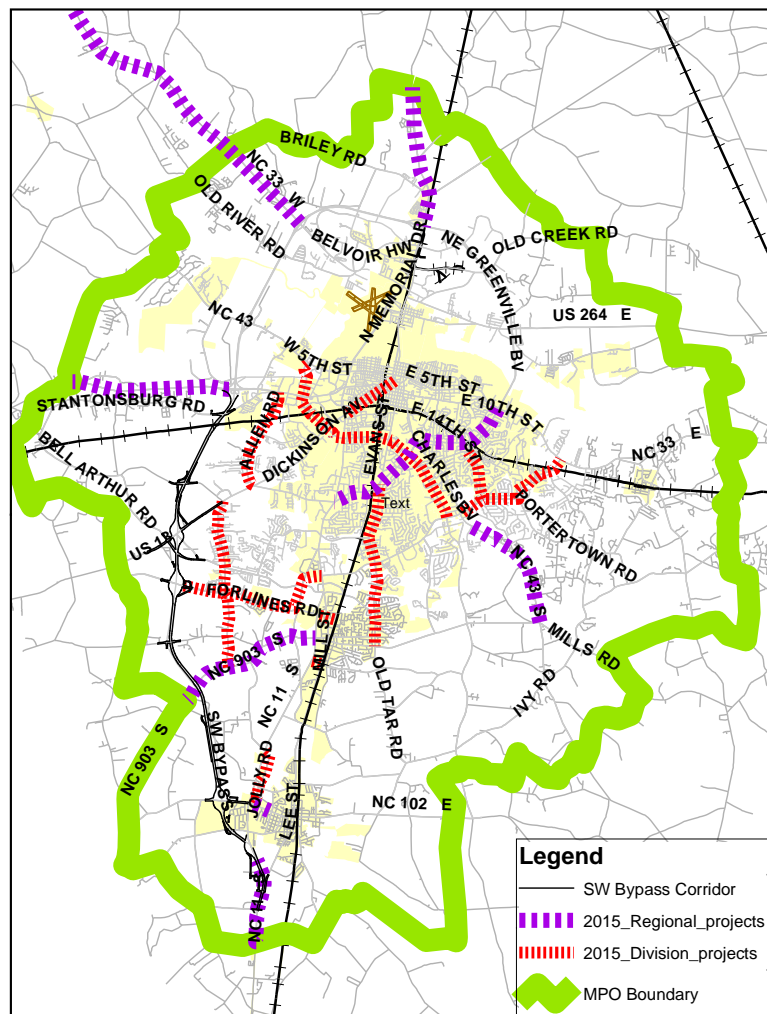 BRILEY RD
NC 33 W
OLD RIVER RD
BELVOIR HW
N MEMORIAL DR
NE GREENVILLE BV
OLD CREEK RD
US 264 E
NC 43
W 5TH ST
E 5TH ST
E 10TH ST
E 14TH ST
STANTONSBURG RD
ALLEN RD
DICKINSON AV
EVANS ST
CHARLES BV
NC 33 E
BELL ARTHUR RD
Text
PORTERTOWN RD
US 13
FORLINES RD
NC 43 S
MILLS RD
MILL ST
NC 903 S
NC 11 S
OLD TAR RD
IVY RD
NC 903 S
SW BYPASS
JOLLY RD
LEE ST
NC 102 E
NC 11 S
Legend
SW Bypass Corridor
2015_Regional_projects
2015_Division_projects
MPO Boundary